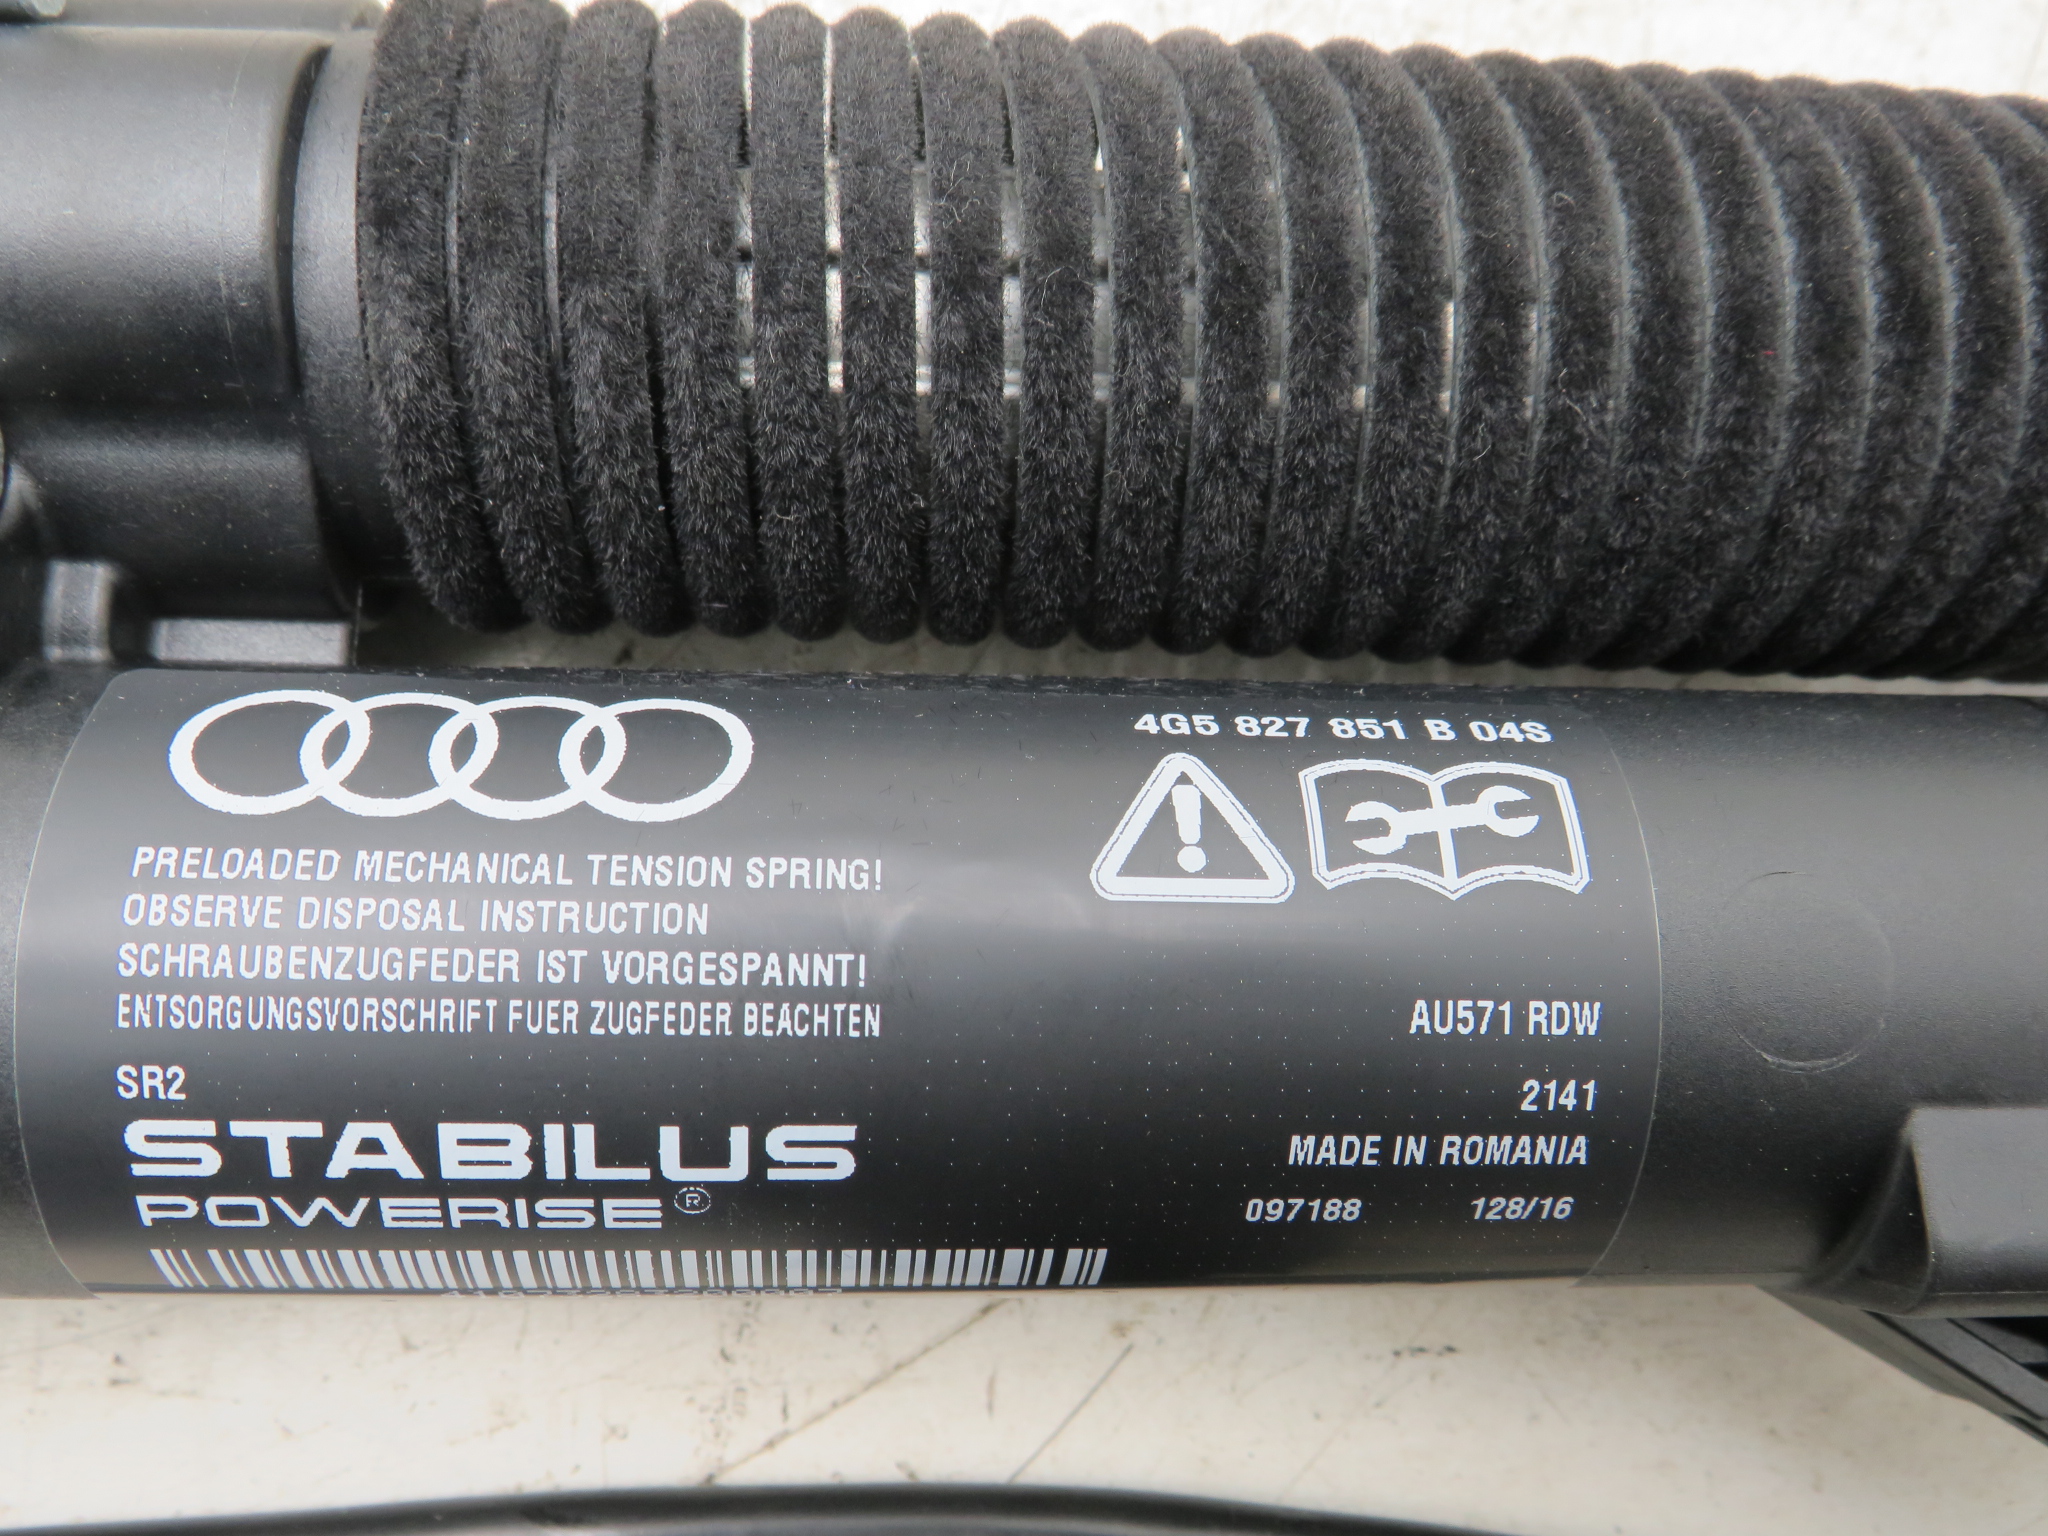 4G5 827 851 B 04S
PRELOADED MECHANICAL TENSION SPRING!
OBSERVE DISPOSAL INSTRUCTION
SCHRAUBENZUGFEDER IST VORGESPANNT!
ENTSORGUNGSVORSCHRIFT FUER ZUGFEDER BEACHTEN
AU571 RDW
SR2
2141
STABILUS
MADE IN ROMANIA
POWERISE®
097188 128/16